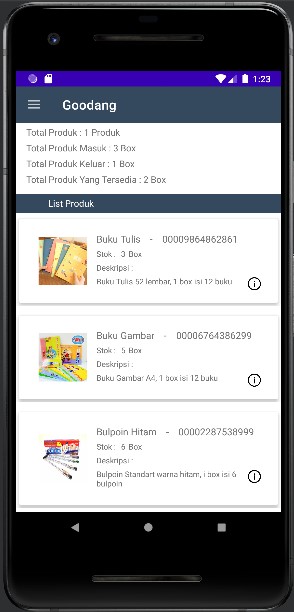 1:23
Goodang
Total Produk : 1 Produk
Total Produk Masuk : 3 Box
Total Produk Keluar : 1 Box
Total Produk Yang Tersedia : 2 Box
List Produk
Buku Tulis - 00009864862861
Stok : 3 Box
Deskripsi :
Buku Tulis 52 lembar, 1 box isi 12 buku
Buku Gambar - 00006764386299
Stok : 5 Box
Deskripsi :
Buku Gambar A4, 1 box isi 12 buku
Bulpoin Hitam - 00002287538999
Stok : 6 Box
Deskripsi :
Bulpoin Standart warna hitam, i box isi 6
bulpoin